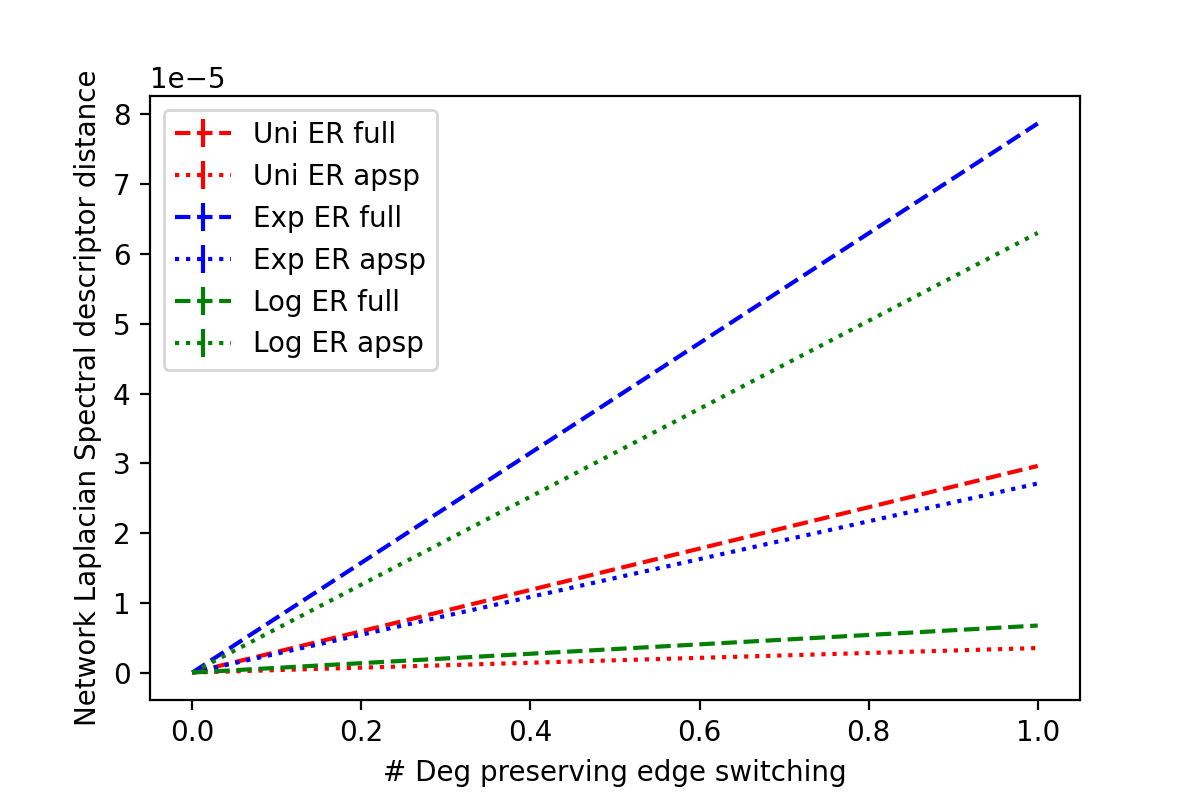 1e−5
Network Laplacian Spectral descriptor distance
8
7
6
5
4
3
2
1
0
Uni ER full
Uni ER apsp
Exp ER full
Exp ER apsp
Log ER full
Log ER apsp
0.0 0.2 0.4 0.6 0.8 1.0
# Deg preserving edge switching